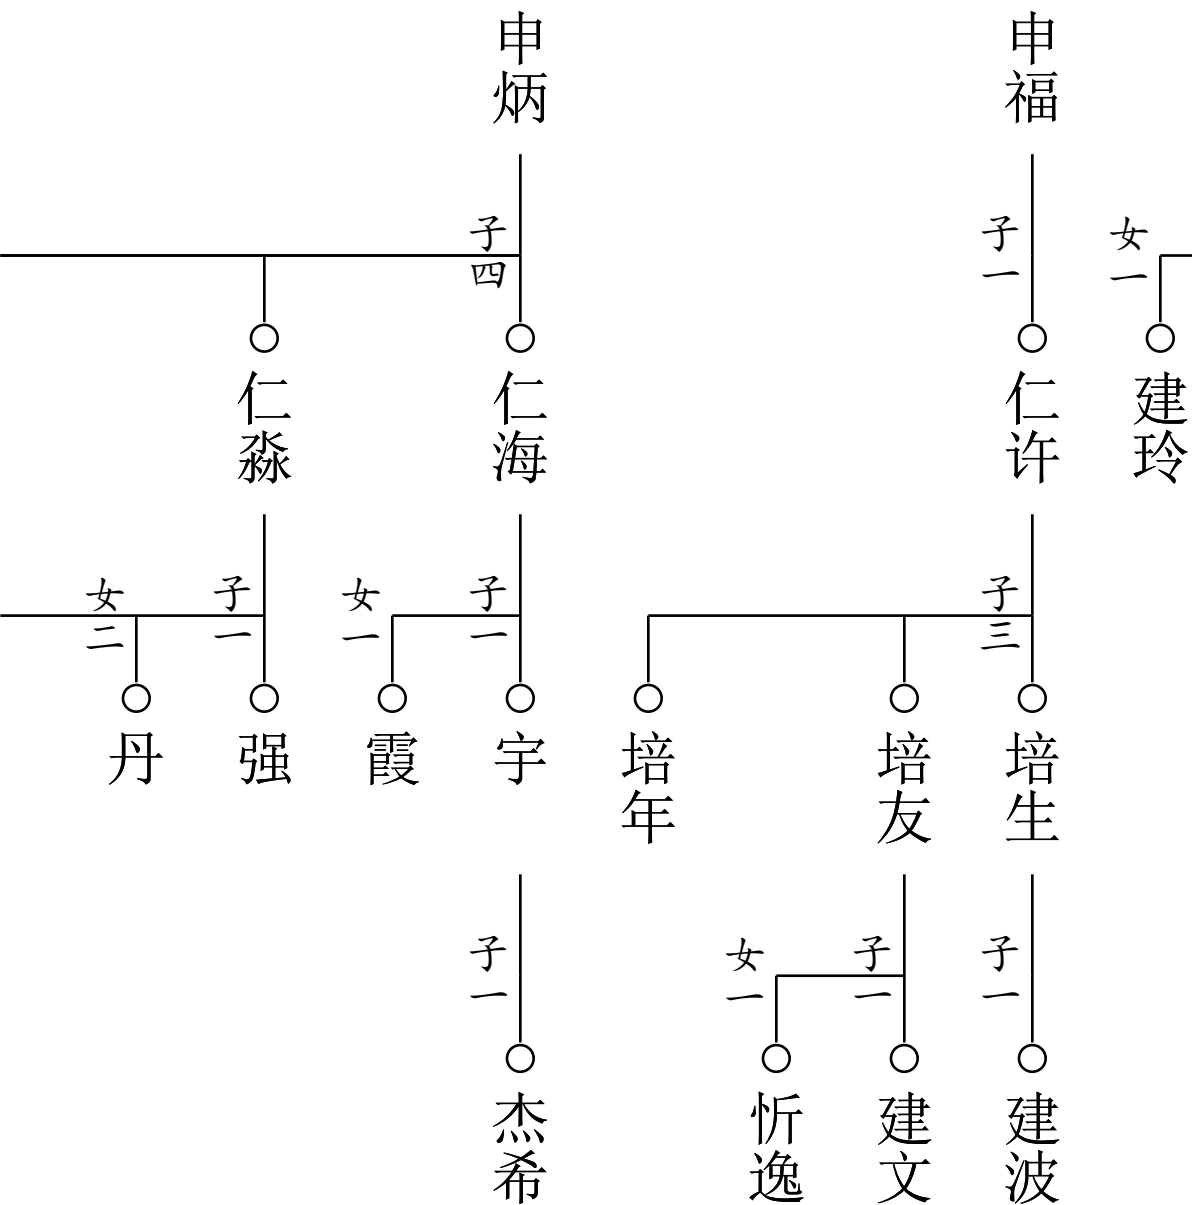 申福
申炳
女一
子一
子四
建玲
仁许
仁海
仁淼
子三
子一
女一
子一
女二
培生
培友
培年
宇
霞
强
丹
子一
子一
女一
子一
建波
建文
忻逸
杰希